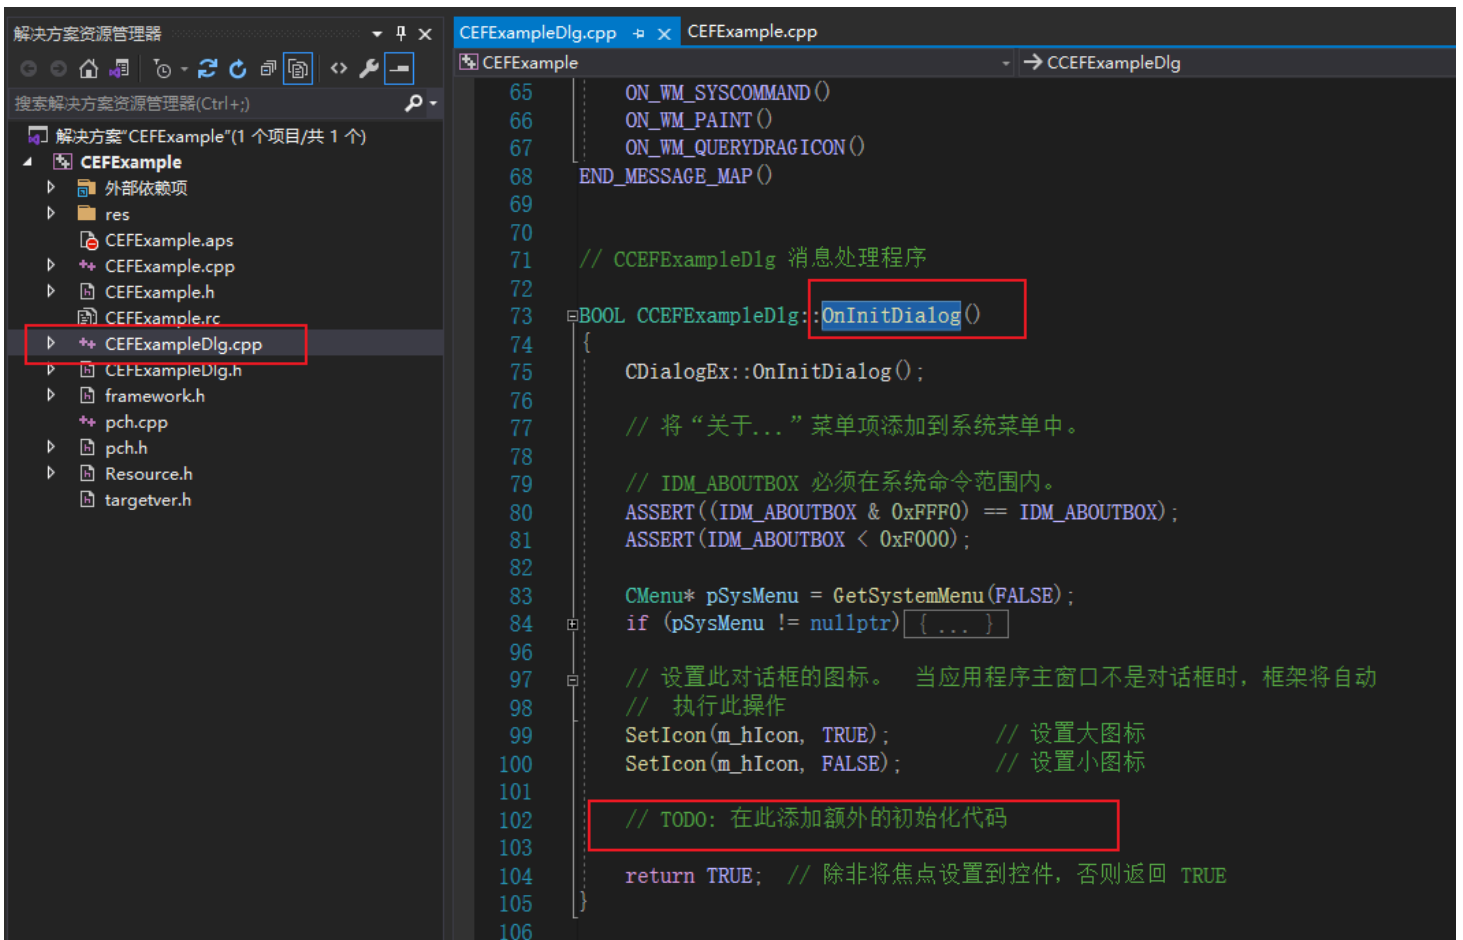 解决方案资源管理器
搜索解决方案资源管理器(Ctrl+;)
解决方案"CEFExample"(1 个项目/共 1 个)
CEFExample
外部依赖项
res
CEFExample.aps
CEFExample.cpp
CEFExample.h
CEFExample.rc
CEFExampleDlg.cpp
CEFExampleDlg.h
framework.h
pch.cpp
pch.h
Resource.h
targetver.h
CEFExampleDlg.cpp
CEFExample.cpp
CEFExample
CCEFExampleDlg
65 ON_WM_SYSCOMMAND()
66 ON_WM_PAINT()
67 ON_WM_QUERYDRAGICON()
68 END_MESSAGE_MAP()
69
70
71 // CCEFExampleDlg 消息处理程序
72
73 BOOL CCEFExampleDlg::OnInitDialog()
74 {
75 CDialogEx::OnInitDialog();
76
77 // 将“关于...”菜单项添加到系统菜单中。
78
79 // IDM_ABOUTBOX 必须在系统命令范围内。
80 ASSERT((IDM_ABOUTBOX & 0xFFF0) == IDM_ABOUTBOX);
81 ASSERT(IDM_ABOUTBOX < 0xF000);
82
83 CMenu* pSysMenu = GetSystemMenu(FALSE);
84 if (pSysMenu != nullptr) { ... }
96
97 // 设置此对话框的图标。 当应用程序主窗口不是对话框时，框架将自动
98 // 执行此操作
99 SetIcon(m_hIcon, TRUE); // 设置大图标
100 SetIcon(m_hIcon, FALSE); // 设置小图标
101
102 // TODO: 在此添加额外的初始化代码
103
104 return TRUE; // 除非将焦点设置到控件，否则返回 TRUE
105 }
106